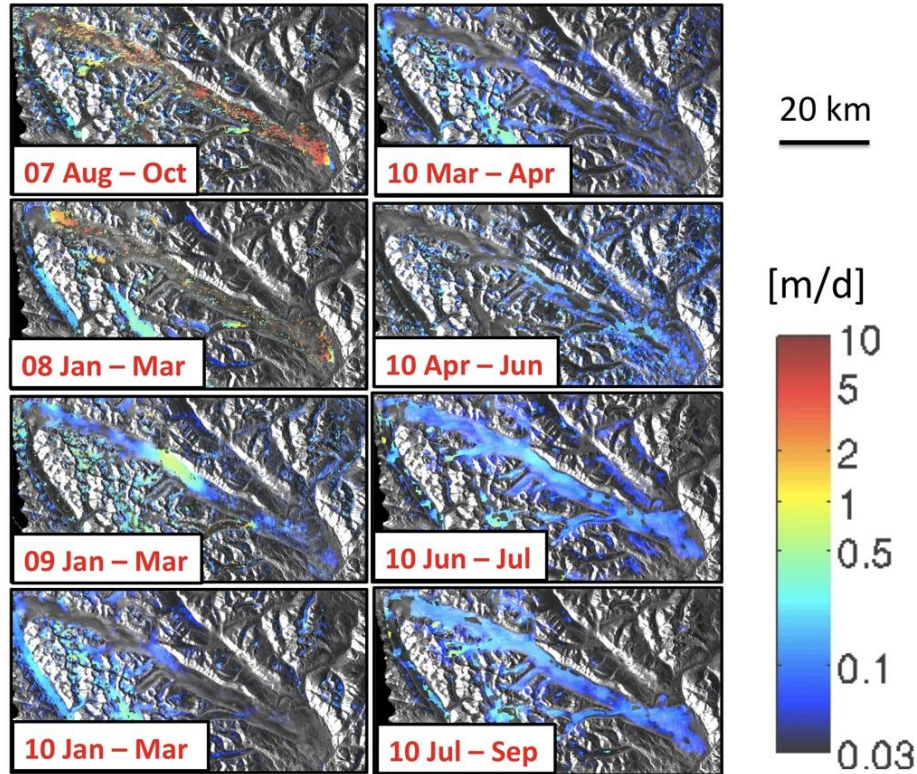 07 Aug – Oct
10 Mar – Apr
20 km
08 Jan – Mar
10 Apr – Jun
[m/d]
10
5
2
1
0.5
0.1
0.03
09 Jan – Mar
10 Jun – Jul
10 Jan – Mar
10 Jul – Sep